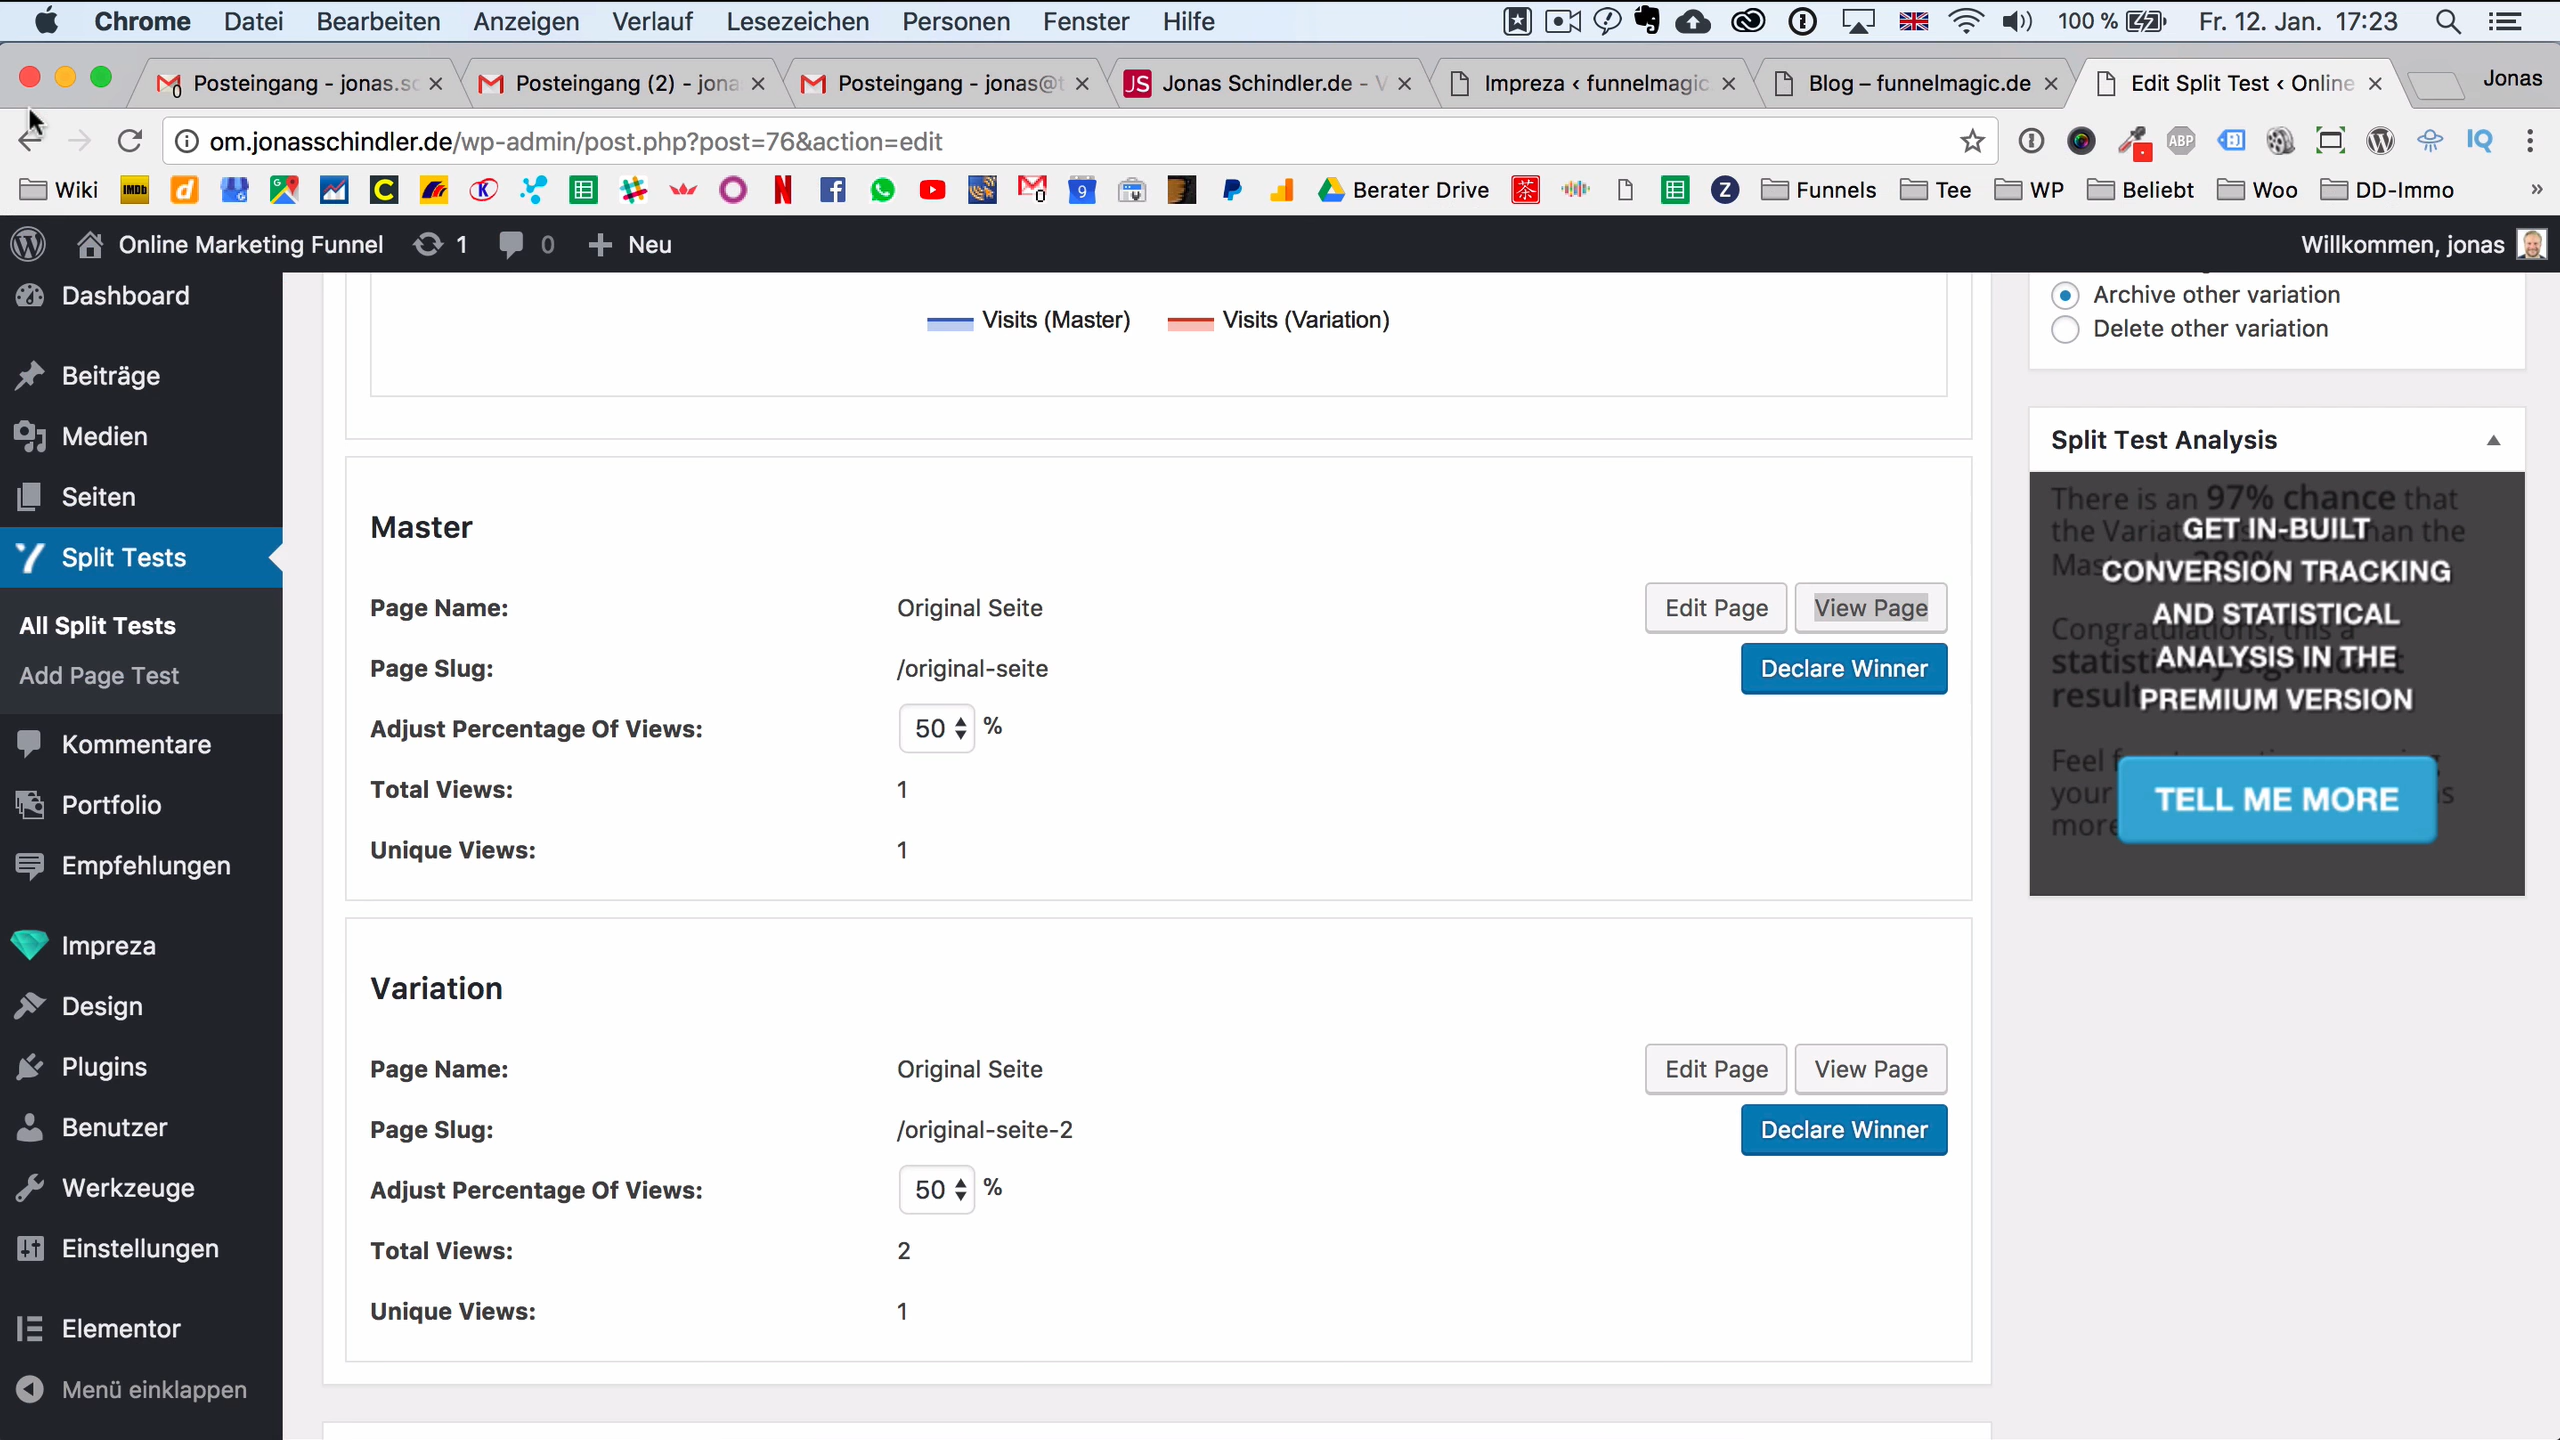 Chrome Datei Bearbeiten Anzeigen Verlauf Lesezeichen Personen Fenster Hilfe 100 % Fr. 12. Jan. 17:23
Posteingang - jonas.sc Posteingang (2) - jona Posteingang - jonas@t Jonas Schindler.de - V Impreza ‹ funnelmagic Blog – funnelmagic.de Edit Split Test ‹ Online Jonas
om.jonasschindler.de/wp-admin/post.php?post=76&action=edit
Wiki Berater Drive Funnels Tee WP Beliebt Woo DD-Immo »
Online Marketing Funnel 1 0 + Neu Willkommen, jonas
Dashboard
Beiträge
Medien
Seiten
Split Tests
All Split Tests
Add Page Test
Kommentare
Portfolio
Empfehlungen
Impreza
Design
Plugins
Benutzer
Werkzeuge
Einstellungen
Elementor
Menü einklappen
Visits (Master) Visits (Variation)
Master
Page Name: Original Seite Edit Page View Page
Page Slug: /original-seite Declare Winner
Adjust Percentage Of Views: 50 %
Total Views: 1
Unique Views: 1
Variation
Page Name: Original Seite Edit Page View Page
Page Slug: /original-seite-2 Declare Winner
Adjust Percentage Of Views: 50 %
Total Views: 2
Unique Views: 1
Archive other variation
Delete other variation
Split Test Analysis
There is an 97% chance that
GET IN-BUILT
CONVERSION TRACKING
AND STATISTICAL
ANALYSIS IN THE
PREMIUM VERSION
TELL ME MORE